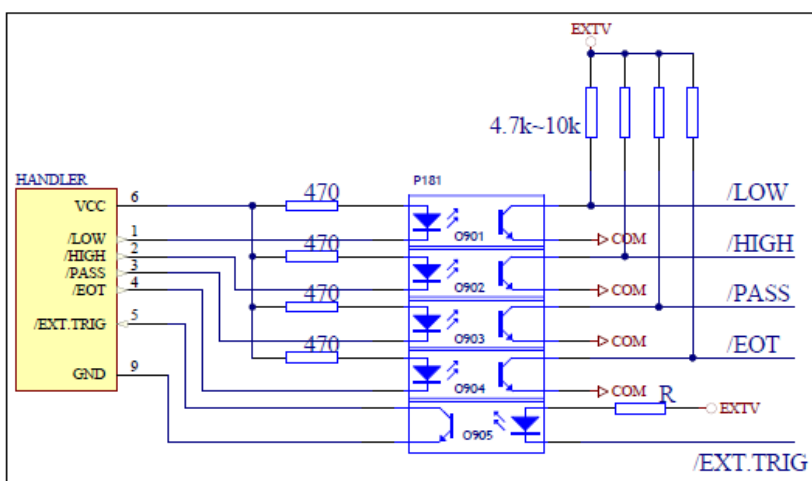 EXTV
4.7k~10k
HANDLER
P181
VCC
6
470
/LOW
/LOW
1
O901
COM
/HIGH
2
470
/HIGH
/PASS
3
O902
COM
/EOT
4
470
/PASS
/EXT.TRIG
5
O903
COM
470
/EOT
GND
9
O904
COM
R
EXTV
O905
/EXT.TRIG